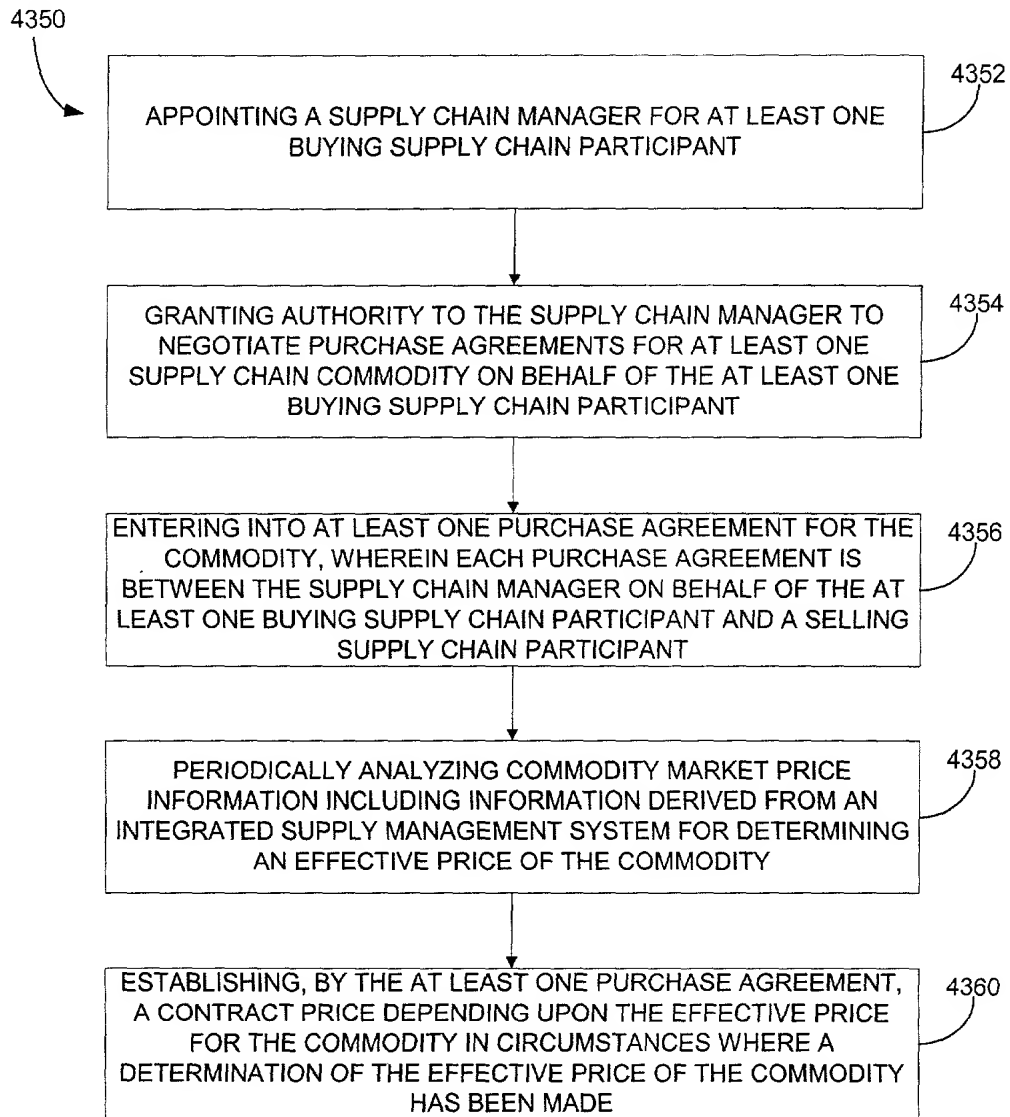 4350
4352
APPOINTING A SUPPLY CHAIN MANAGER FOR AT LEAST ONE
BUYING SUPPLY CHAIN PARTICIPANT
4354
GRANTING AUTHORITY TO THE SUPPLY CHAIN MANAGER TO
NEGOTIATE PURCHASE AGREEMENTS FOR AT LEAST ONE
SUPPLY CHAIN COMMODITY ON BEHALF OF THE AT LEAST ONE
BUYING SUPPLY CHAIN PARTICIPANT
4356
ENTERING INTO AT LEAST ONE PURCHASE AGREEMENT FOR THE
COMMODITY, WHEREIN EACH PURCHASE AGREEMENT IS
BETWEEN THE SUPPLY CHAIN MANAGER ON BEHALF OF THE AT
LEAST ONE BUYING SUPPLY CHAIN PARTICIPANT AND A SELLING
SUPPLY CHAIN PARTICIPANT
4358
PERIODICALLY ANALYZING COMMODITY MARKET PRICE
INFORMATION INCLUDING INFORMATION DERIVED FROM AN
INTEGRATED SUPPLY MANAGEMENT SYSTEM FOR DETERMINING
AN EFFECTIVE PRICE OF THE COMMODITY
4360
ESTABLISHING, BY THE AT LEAST ONE PURCHASE AGREEMENT,
A CONTRACT PRICE DEPENDING UPON THE EFFECTIVE PRICE
FOR THE COMMODITY IN CIRCUMSTANCES WHERE A
DETERMINATION OF THE EFFECTIVE PRICE OF THE COMMODITY
HAS BEEN MADE